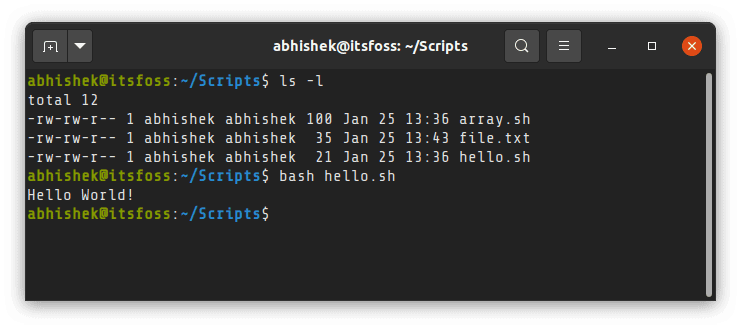 abhishek@itsfoss: ~/Scripts
abhishek@itsfoss:~/Scripts$ ls -l
total 12
-rw-rw-r-- 1 abhishek abhishek 100 Jan 25 13:36 array.sh
-rw-rw-r-- 1 abhishek abhishek  35 Jan 25 13:43 file.txt
-rw-rw-r-- 1 abhishek abhishek  21 Jan 25 13:36 hello.sh
abhishek@itsfoss:~/Scripts$ bash hello.sh
Hello World!
abhishek@itsfoss:~/Scripts$